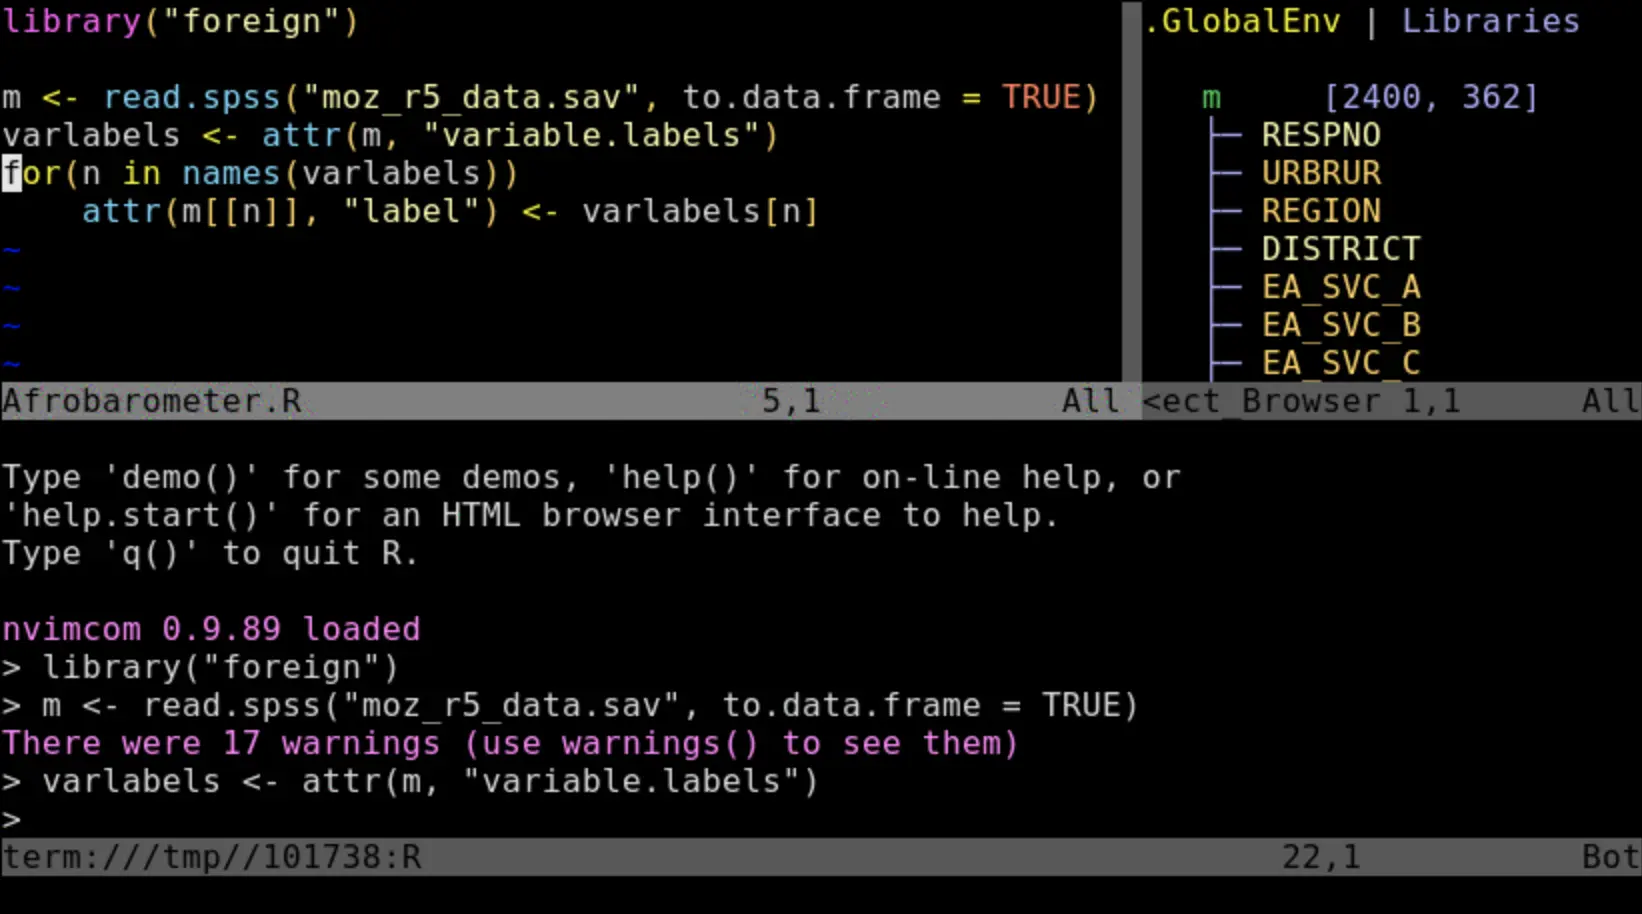 library("foreign")

m <- read.spss("moz_r5_data.sav", to.data.frame = TRUE)
varlabels <- attr(m, "variable.labels")
for(n in names(varlabels))
    attr(m[[n]], "label") <- varlabels[n]
~
~
~
~
Afrobarometer.R 5,1 All
.GlobalEnv | Libraries
m [2400, 362]
├─ RESPNO
├─ URBRUR
├─ REGION
├─ DISTRICT
├─ EA_SVC_A
├─ EA_SVC_B
├─ EA_SVC_C
<ect_Browser 1,1 All
Type 'demo()' for some demos, 'help()' for on-line help, or
'help.start()' for an HTML browser interface to help.
Type 'q()' to quit R.

nvimcom 0.9.89 loaded
> library("foreign")
> m <- read.spss("moz_r5_data.sav", to.data.frame = TRUE)
There were 17 warnings (use warnings() to see them)
> varlabels <- attr(m, "variable.labels")
>
term:///tmp//101738:R 22,1 Bot